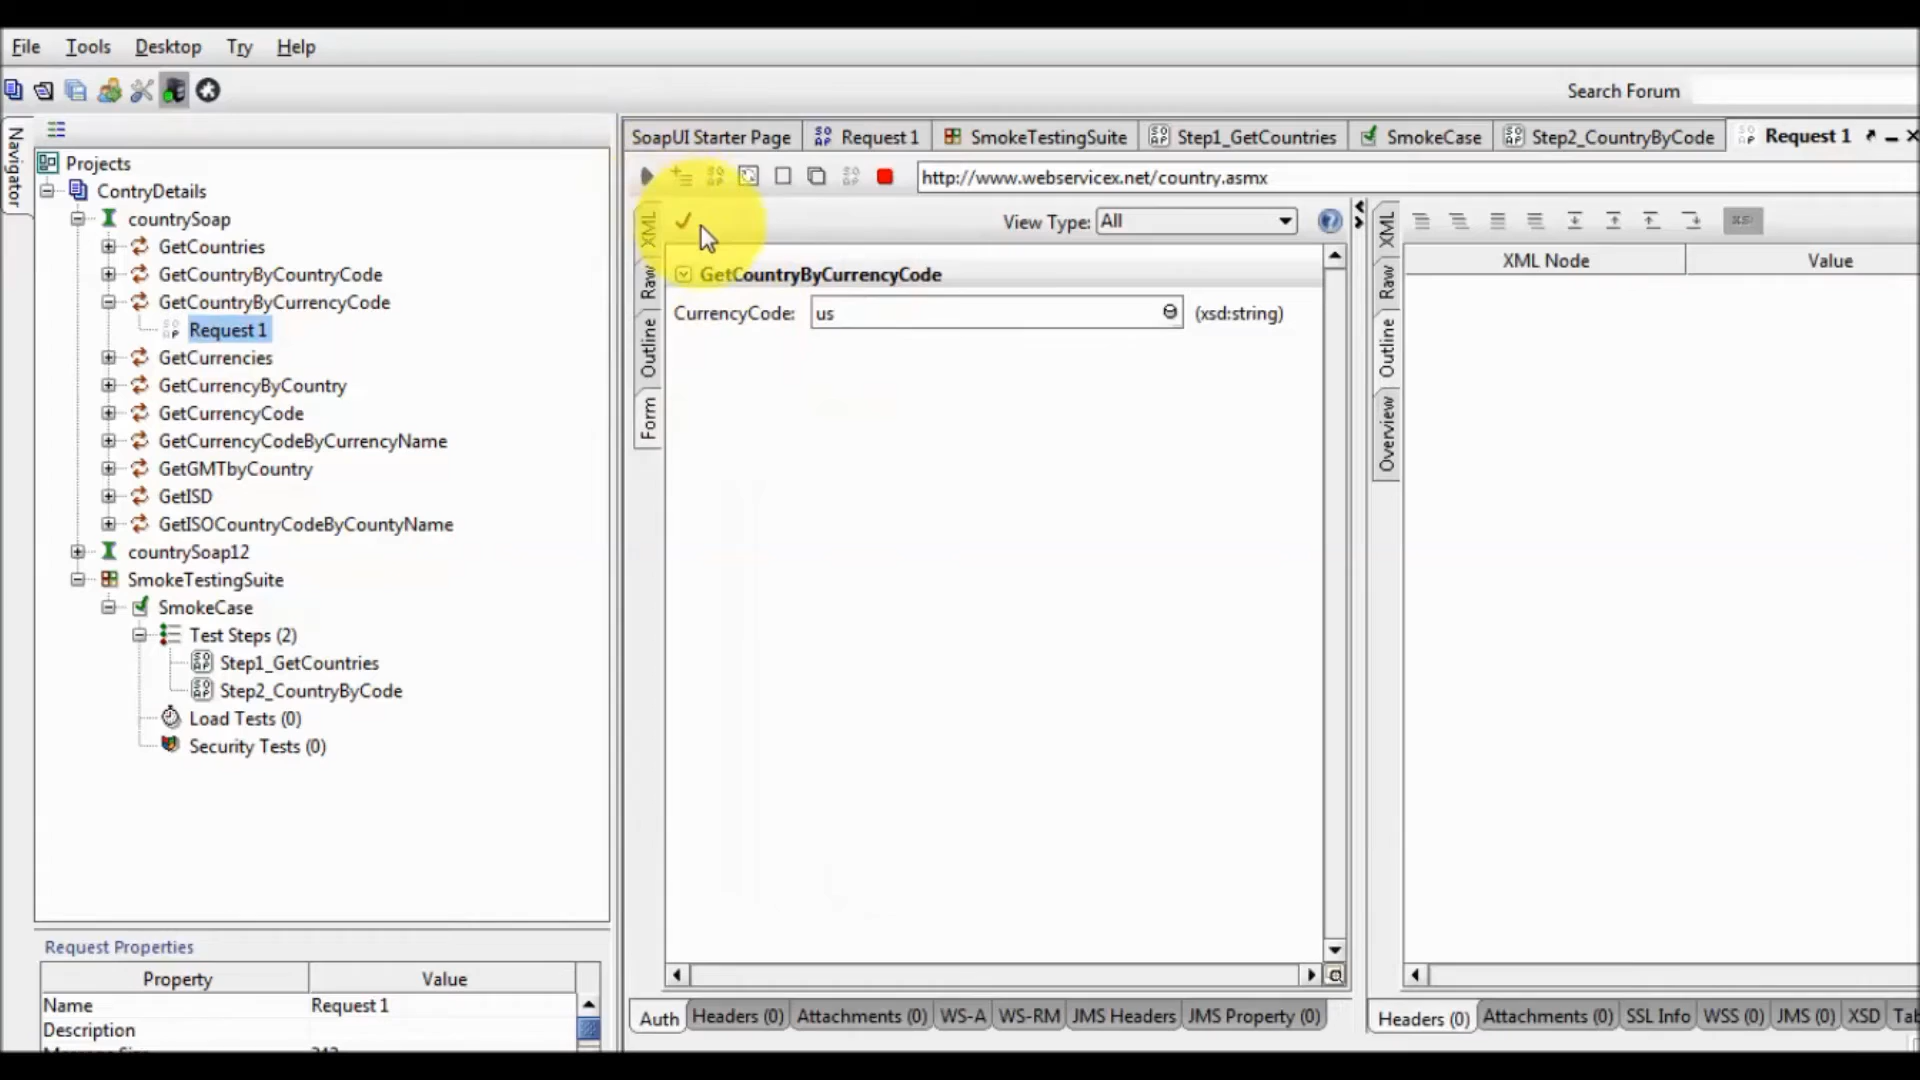 File Tools Desktop Try Help
Search Forum
Navigator
Projects
ContryDetails
countrySoap
GetCountries
GetCountryByCountryCode
GetCountryByCurrencyCode
Request 1
GetCurrencies
GetCurrencyByCountry
GetCurrencyCode
GetCurrencyCodeByCurrencyName
GetGMTbyCountry
GetISD
GetISOCountryCodeByCountyName
countrySoap12
SmokeTestingSuite
SmokeCase
Test Steps (2)
Step1_GetCountries
Step2_CountryByCode
Load Tests (0)
Security Tests (0)
Request Properties
Property Value
Name Request 1
Description
SoapUI Starter Page Request 1 SmokeTestingSuite Step1_GetCountries SmokeCase Step2_CountryByCode Request 1
http://www.webservicex.net/country.asmx
View Type: All
XML
Raw
Outline
Form
GetCountryByCurrencyCode
CurrencyCode: us (xsd:string)
Auth Headers (0) Attachments (0) WS-A WS-RM JMS Headers JMS Property (0)
XML
Raw
Outline
Overview
XML Node Value
Headers (0) Attachments (0) SSL Info WSS (0) JMS (0) XSD